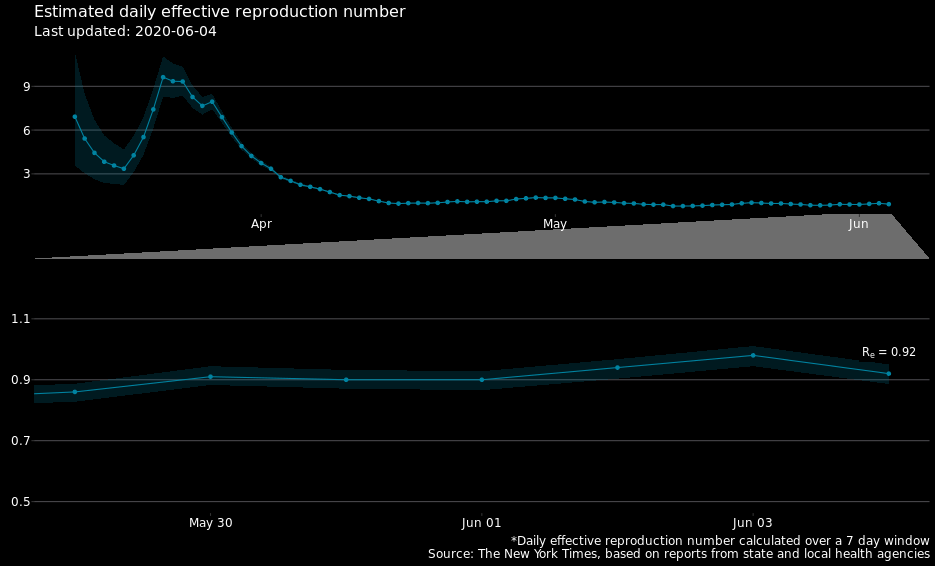 Estimated daily effective reproduction number
Last updated: 2020-06-04
9
6
3
Apr May Jun
1.1
Re = 0.92
0.9
0.7
0.5
May 30 Jun 01 Jun 03
*Daily effective reproduction number calculated over a 7 day window
Source: The New York Times, based on reports from state and local health agencies